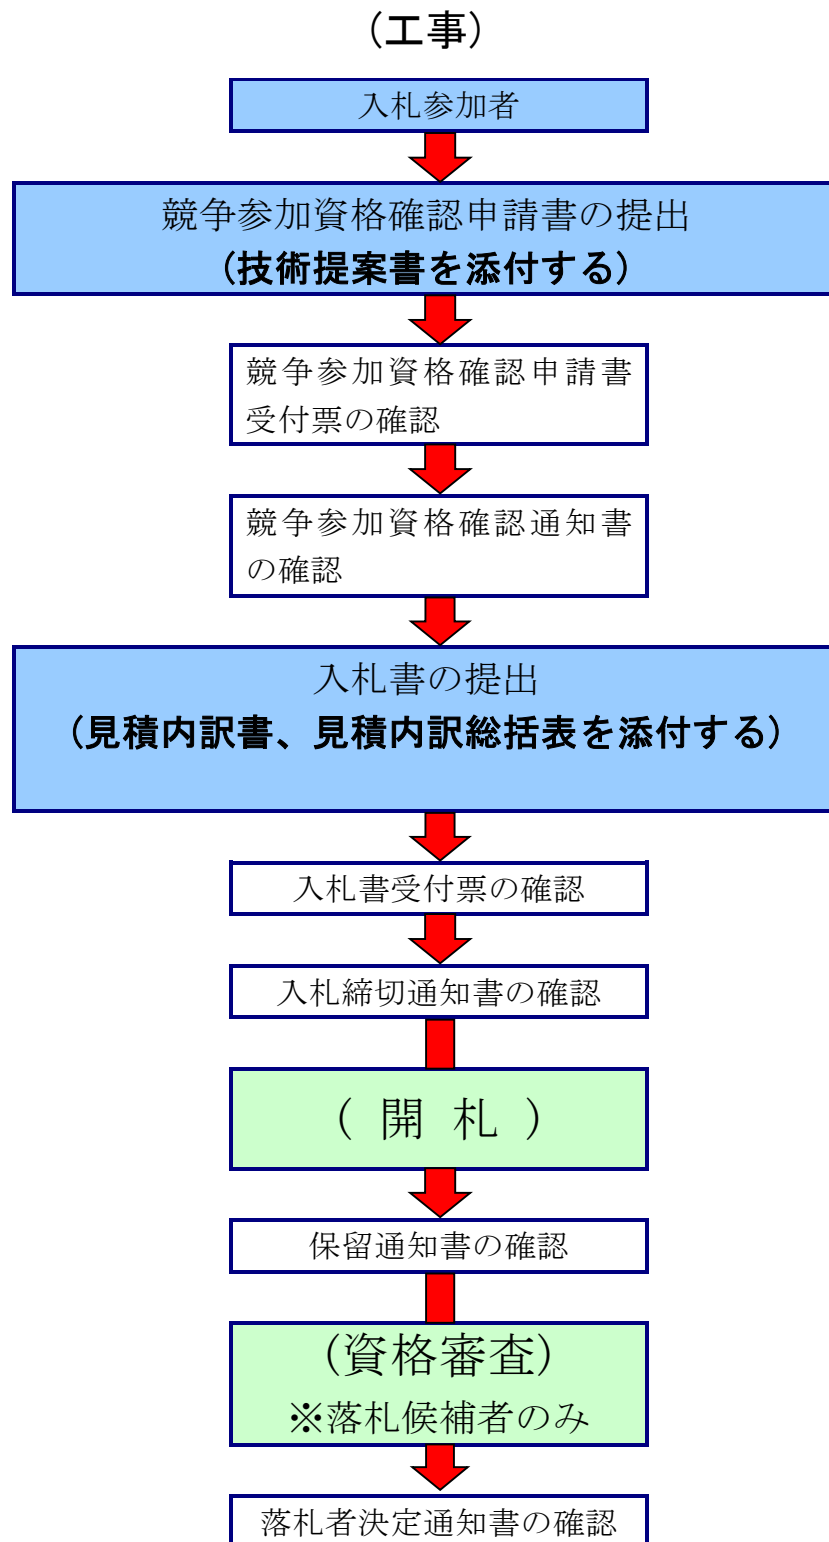 （工事）
入札参加者
競争参加資格確認申請書の提出
（技術提案書を添付する）
競争参加資格確認申請書
受付票の確認
競争参加資格確認通知書
の確認
入札書の提出
（見積内訳書、見積内訳総括表を添付する）
入札書受付票の確認
入札締切通知書の確認
（ 開 札 ）
保留通知書の確認
（資格審査）
※落札候補者のみ
落札者決定通知書の確認